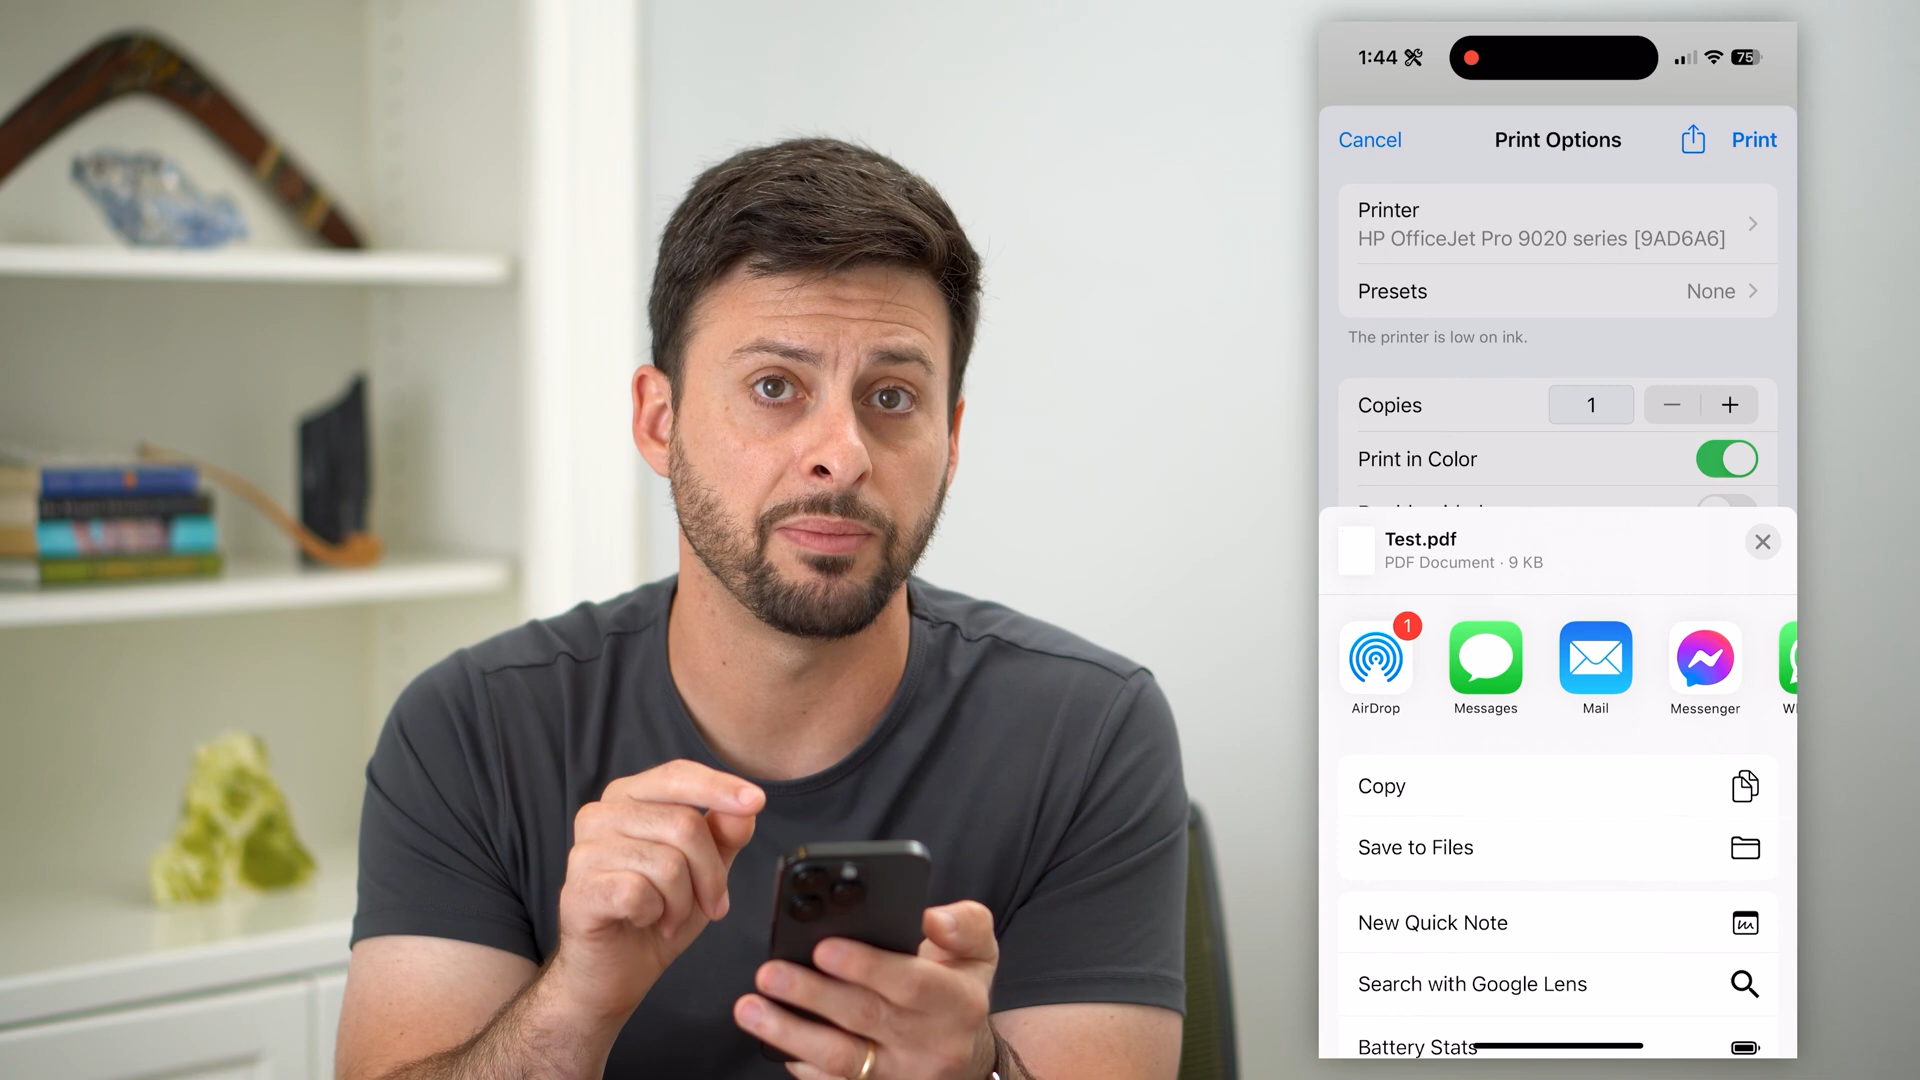 1:44
75
Cancel
Print Options
Print
Printer
HP OfficeJet Pro 9020 series [9AD6A6]
Presets
None
The printer is low on ink.
Copies
1
Print in Color
Test.pdf
PDF Document · 9 KB
1
AirDrop
Messages
Mail
Messenger
Copy
Save to Files
New Quick Note
Search with Google Lens
Battery Stats